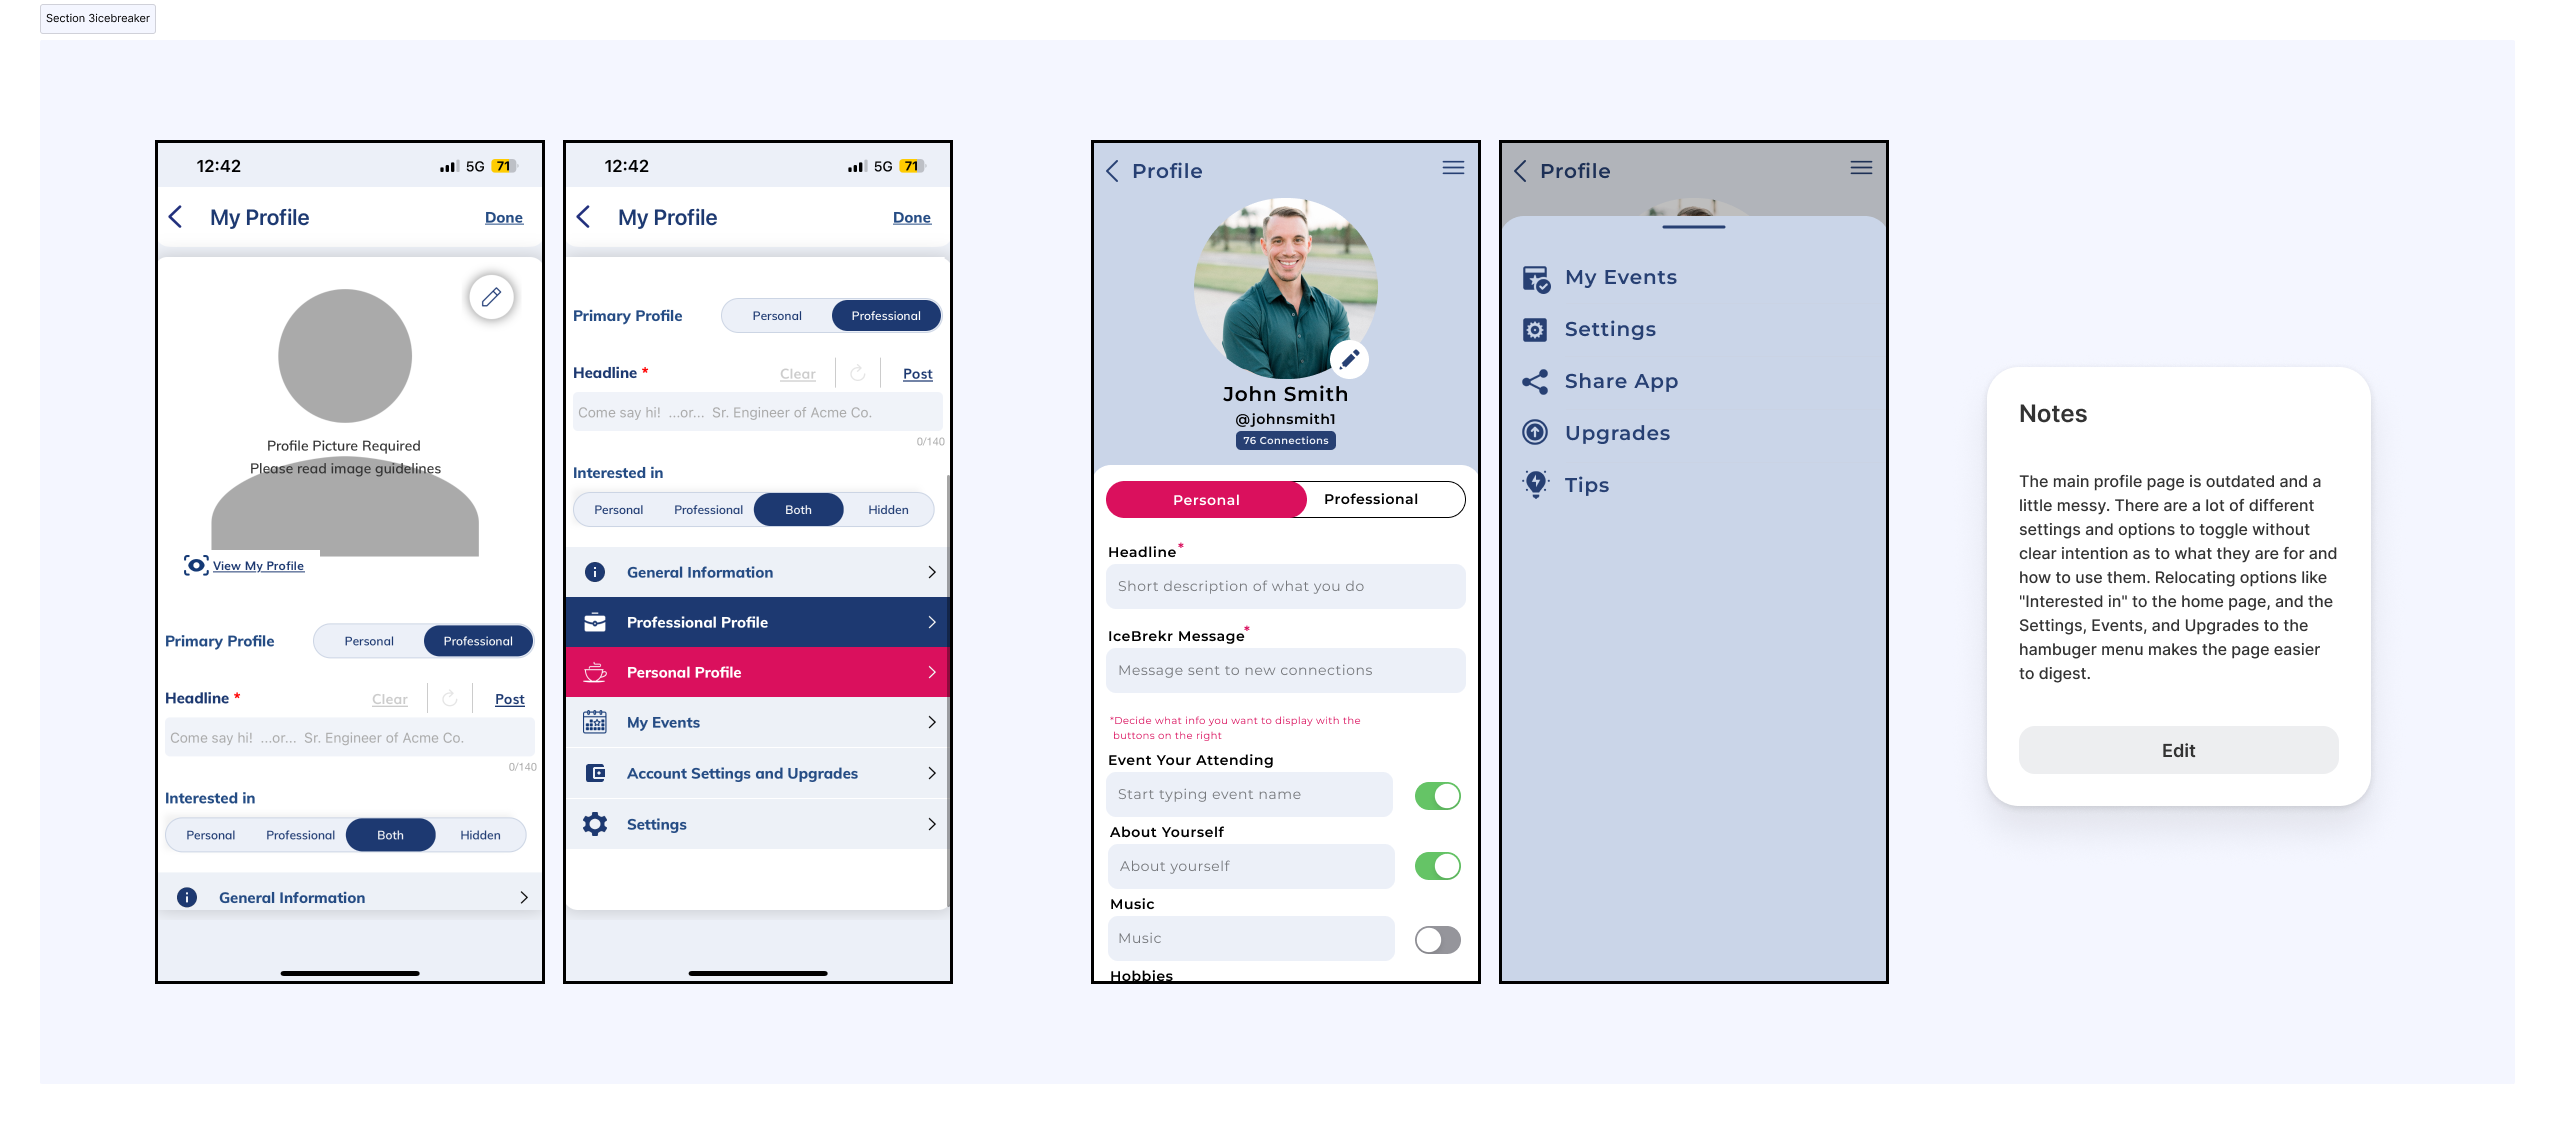 Section 3icebreaker
12:42
5G 71
My Profile
Done
Profile Picture Required
Please read image guidelines
View My Profile
Primary Profile
Personal
Professional
Headline *
Clear
Post
Come say hi! ...or... Sr. Engineer of Acme Co.
0/140
Interested in
Personal
Professional
Both
Hidden
General Information
12:42
5G 71
My Profile
Done
Primary Profile
Personal
Professional
Headline *
Clear
Post
Come say hi! ...or... Sr. Engineer of Acme Co.
0/140
Interested in
Personal
Professional
Both
Hidden
General Information
Professional Profile
Personal Profile
My Events
Account Settings and Upgrades
Settings
Profile
John Smith
@johnsmith1
76 Connections
Personal
Professional
Headline*
Short description of what you do
IceBrekr Message*
Message sent to new connections
*Decide what info you want to display with the
buttons on the right
Event Your Attending
Start typing event name
About Yourself
About yourself
Music
Music
Hobbies
Profile
My Events
Settings
Share App
Upgrades
Tips
Notes
The main profile page is outdated and a
little messy. There are a lot of different
settings and options to toggle without
clear intention as to what they are for and
how to use them. Relocating options like
"Interested in" to the home page, and the
Settings, Events, and Upgrades to the
hambuger menu makes the page easier
to digest.
Edit